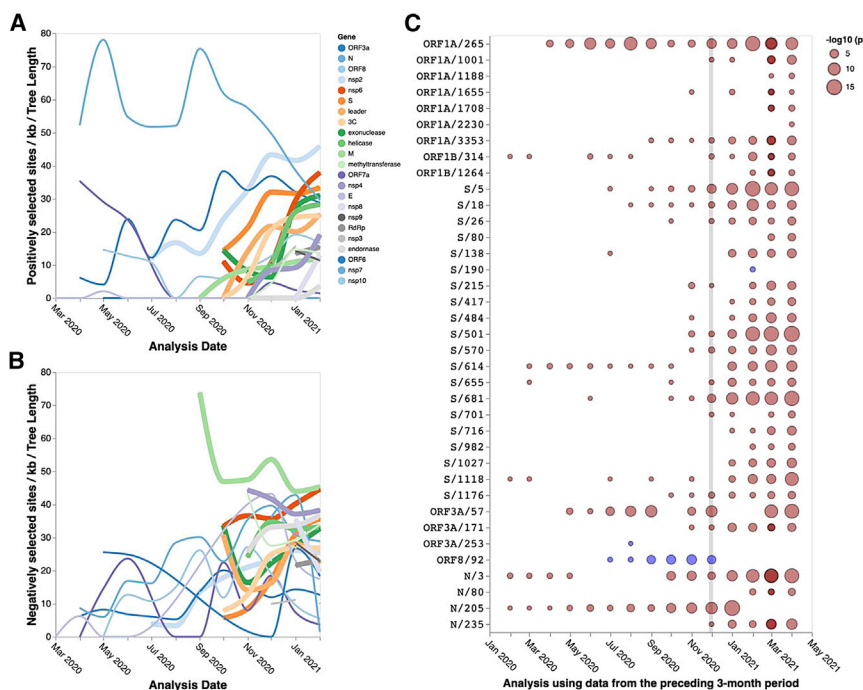 A
Positively selected sites / kb / Tree Length
80
70
60
50
40
30
20
10
0
Mar 2020
May 2020
Jul 2020
Sep 2020
Nov 2020
Jan 2021
Analysis Date
Gene
ORF3a
N
ORF8
nsp2
nsp6
S
leader
3C
exonuclease
helicase
M
methyltransferase
ORF7a
nsp4
E
nsp8
nsp9
RdRp
nsp3
endornase
ORF6
nsp7
nsp10
B
Negatively selected sites / kb / Tree Length
80
70
60
50
40
30
20
10
0
Mar 2020
May 2020
Jul 2020
Sep 2020
Nov 2020
Jan 2021
Analysis Date
C
ORF1A/265
ORF1A/1001
ORF1A/1188
ORF1A/1655
ORF1A/1708
ORF1A/2230
ORF1A/3353
ORF1B/314
ORF1B/1264
S/5
S/18
S/26
S/80
S/138
S/190
S/215
S/417
S/484
S/501
S/570
S/614
S/655
S/681
S/701
S/716
S/982
S/1027
S/1118
S/1176
ORF3A/57
ORF3A/171
ORF3A/253
ORF8/92
N/3
N/80
N/205
N/235
Jan 2020
Mar 2020
May 2020
Jul 2020
Sep 2020
Nov 2020
Jan 2021
Mar 2021
May 2021
Analysis using data from the preceding 3-month period
-log10 (p
5
10
15